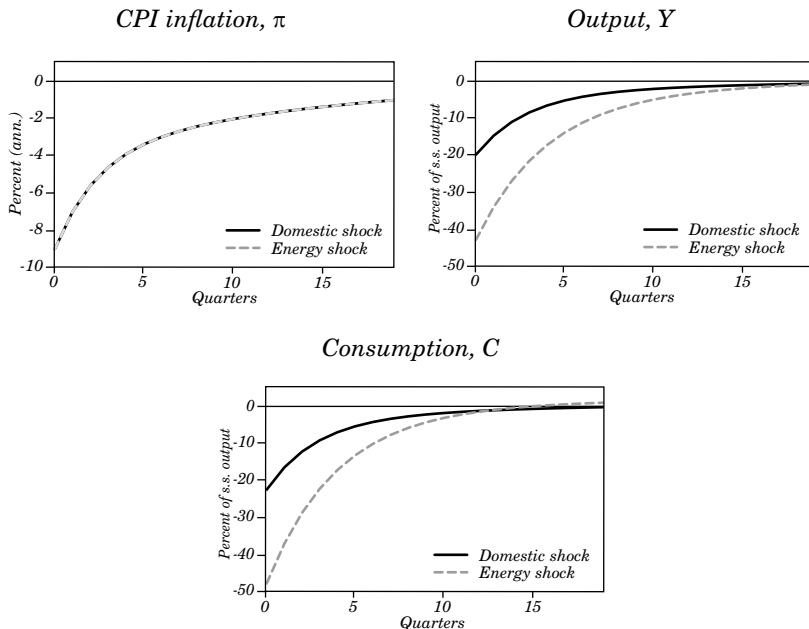 CPI inflation, π
Percent (ann.)
0
-2
-4
-6
-8
-10
0
5
10
15
Quarters
Domestic shock
Energy shock
Output, Y
Percent of s.s. output
0
-10
-20
-30
-40
-50
0
5
10
15
Quarters
Domestic shock
Energy shock
Consumption, C
Percent of s.s. output
0
-10
-20
-30
-40
-50
0
5
10
15
Quarters
Domestic shock
Energy shock